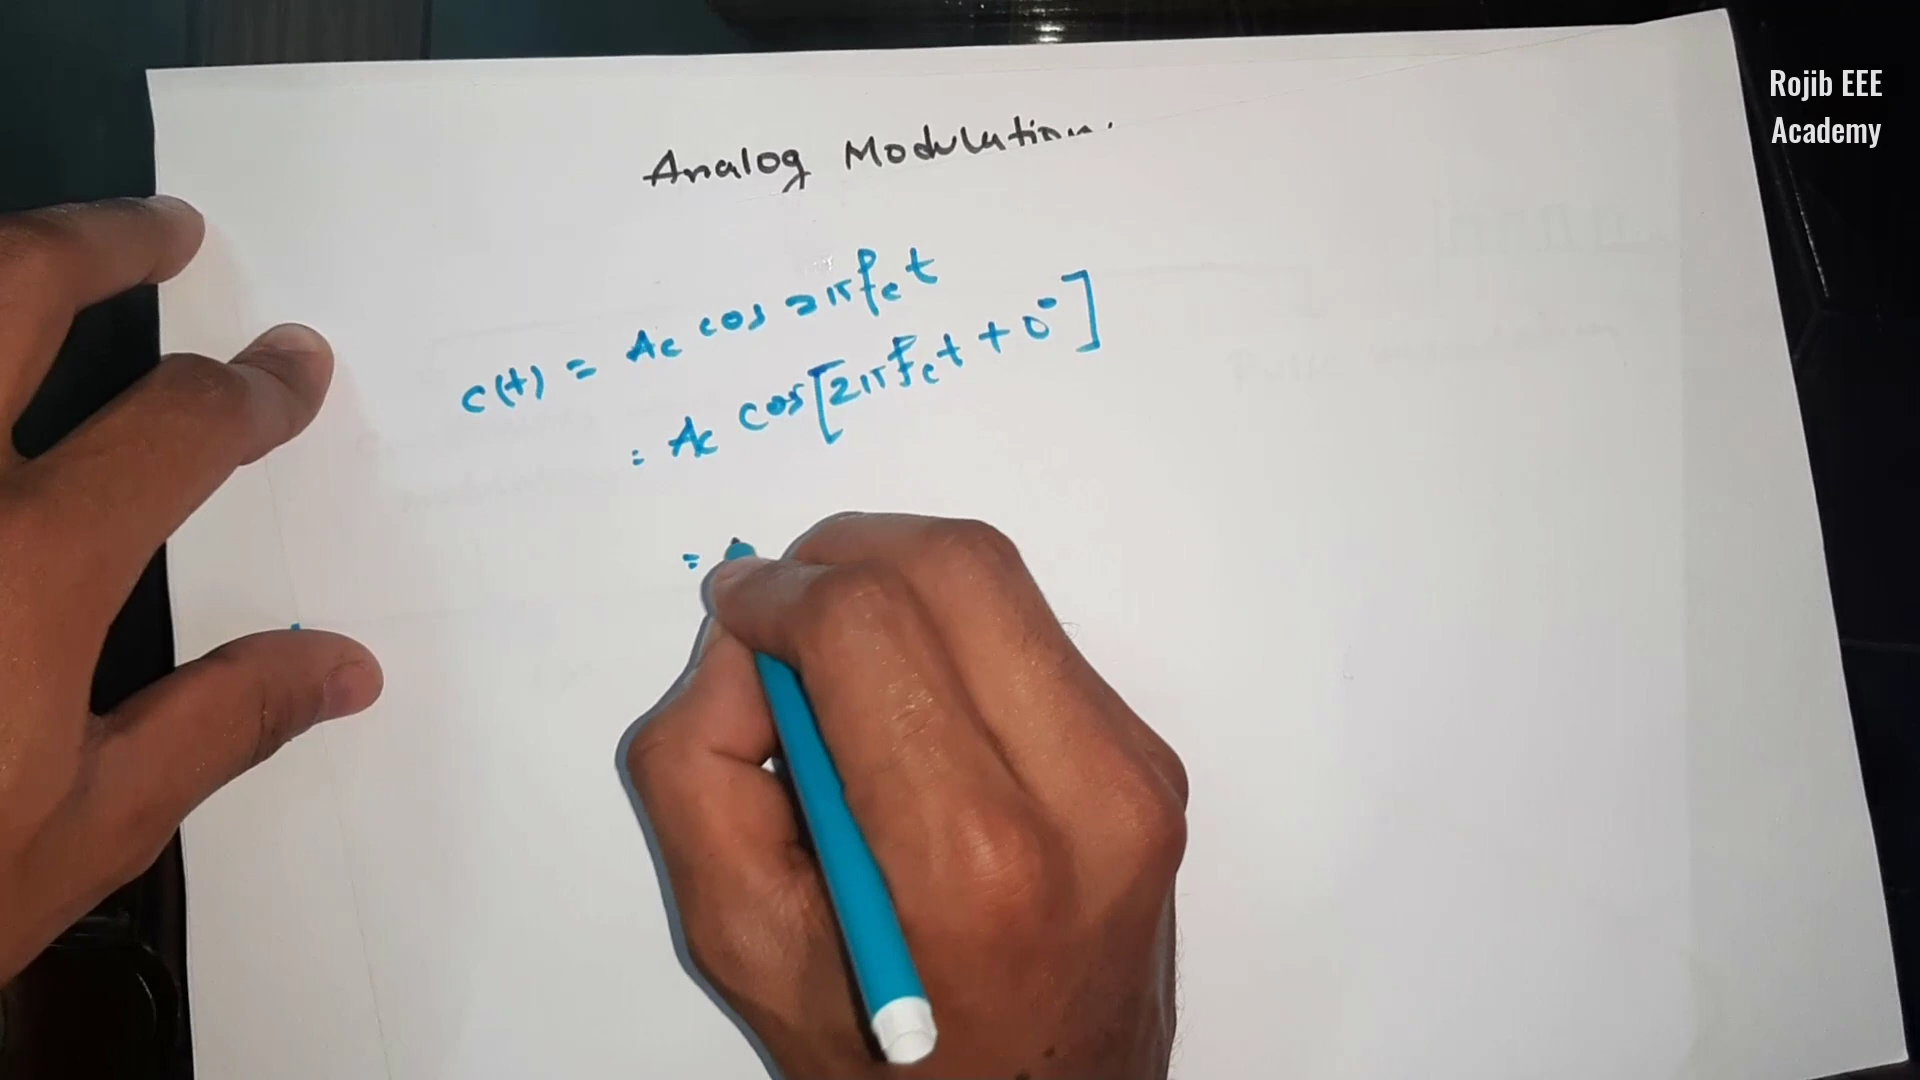 Rojib EEE
Academy
Analog Modulation.
c(t) = Ac cos 2πfct
= Ac cos[2πfct + 0°]
=